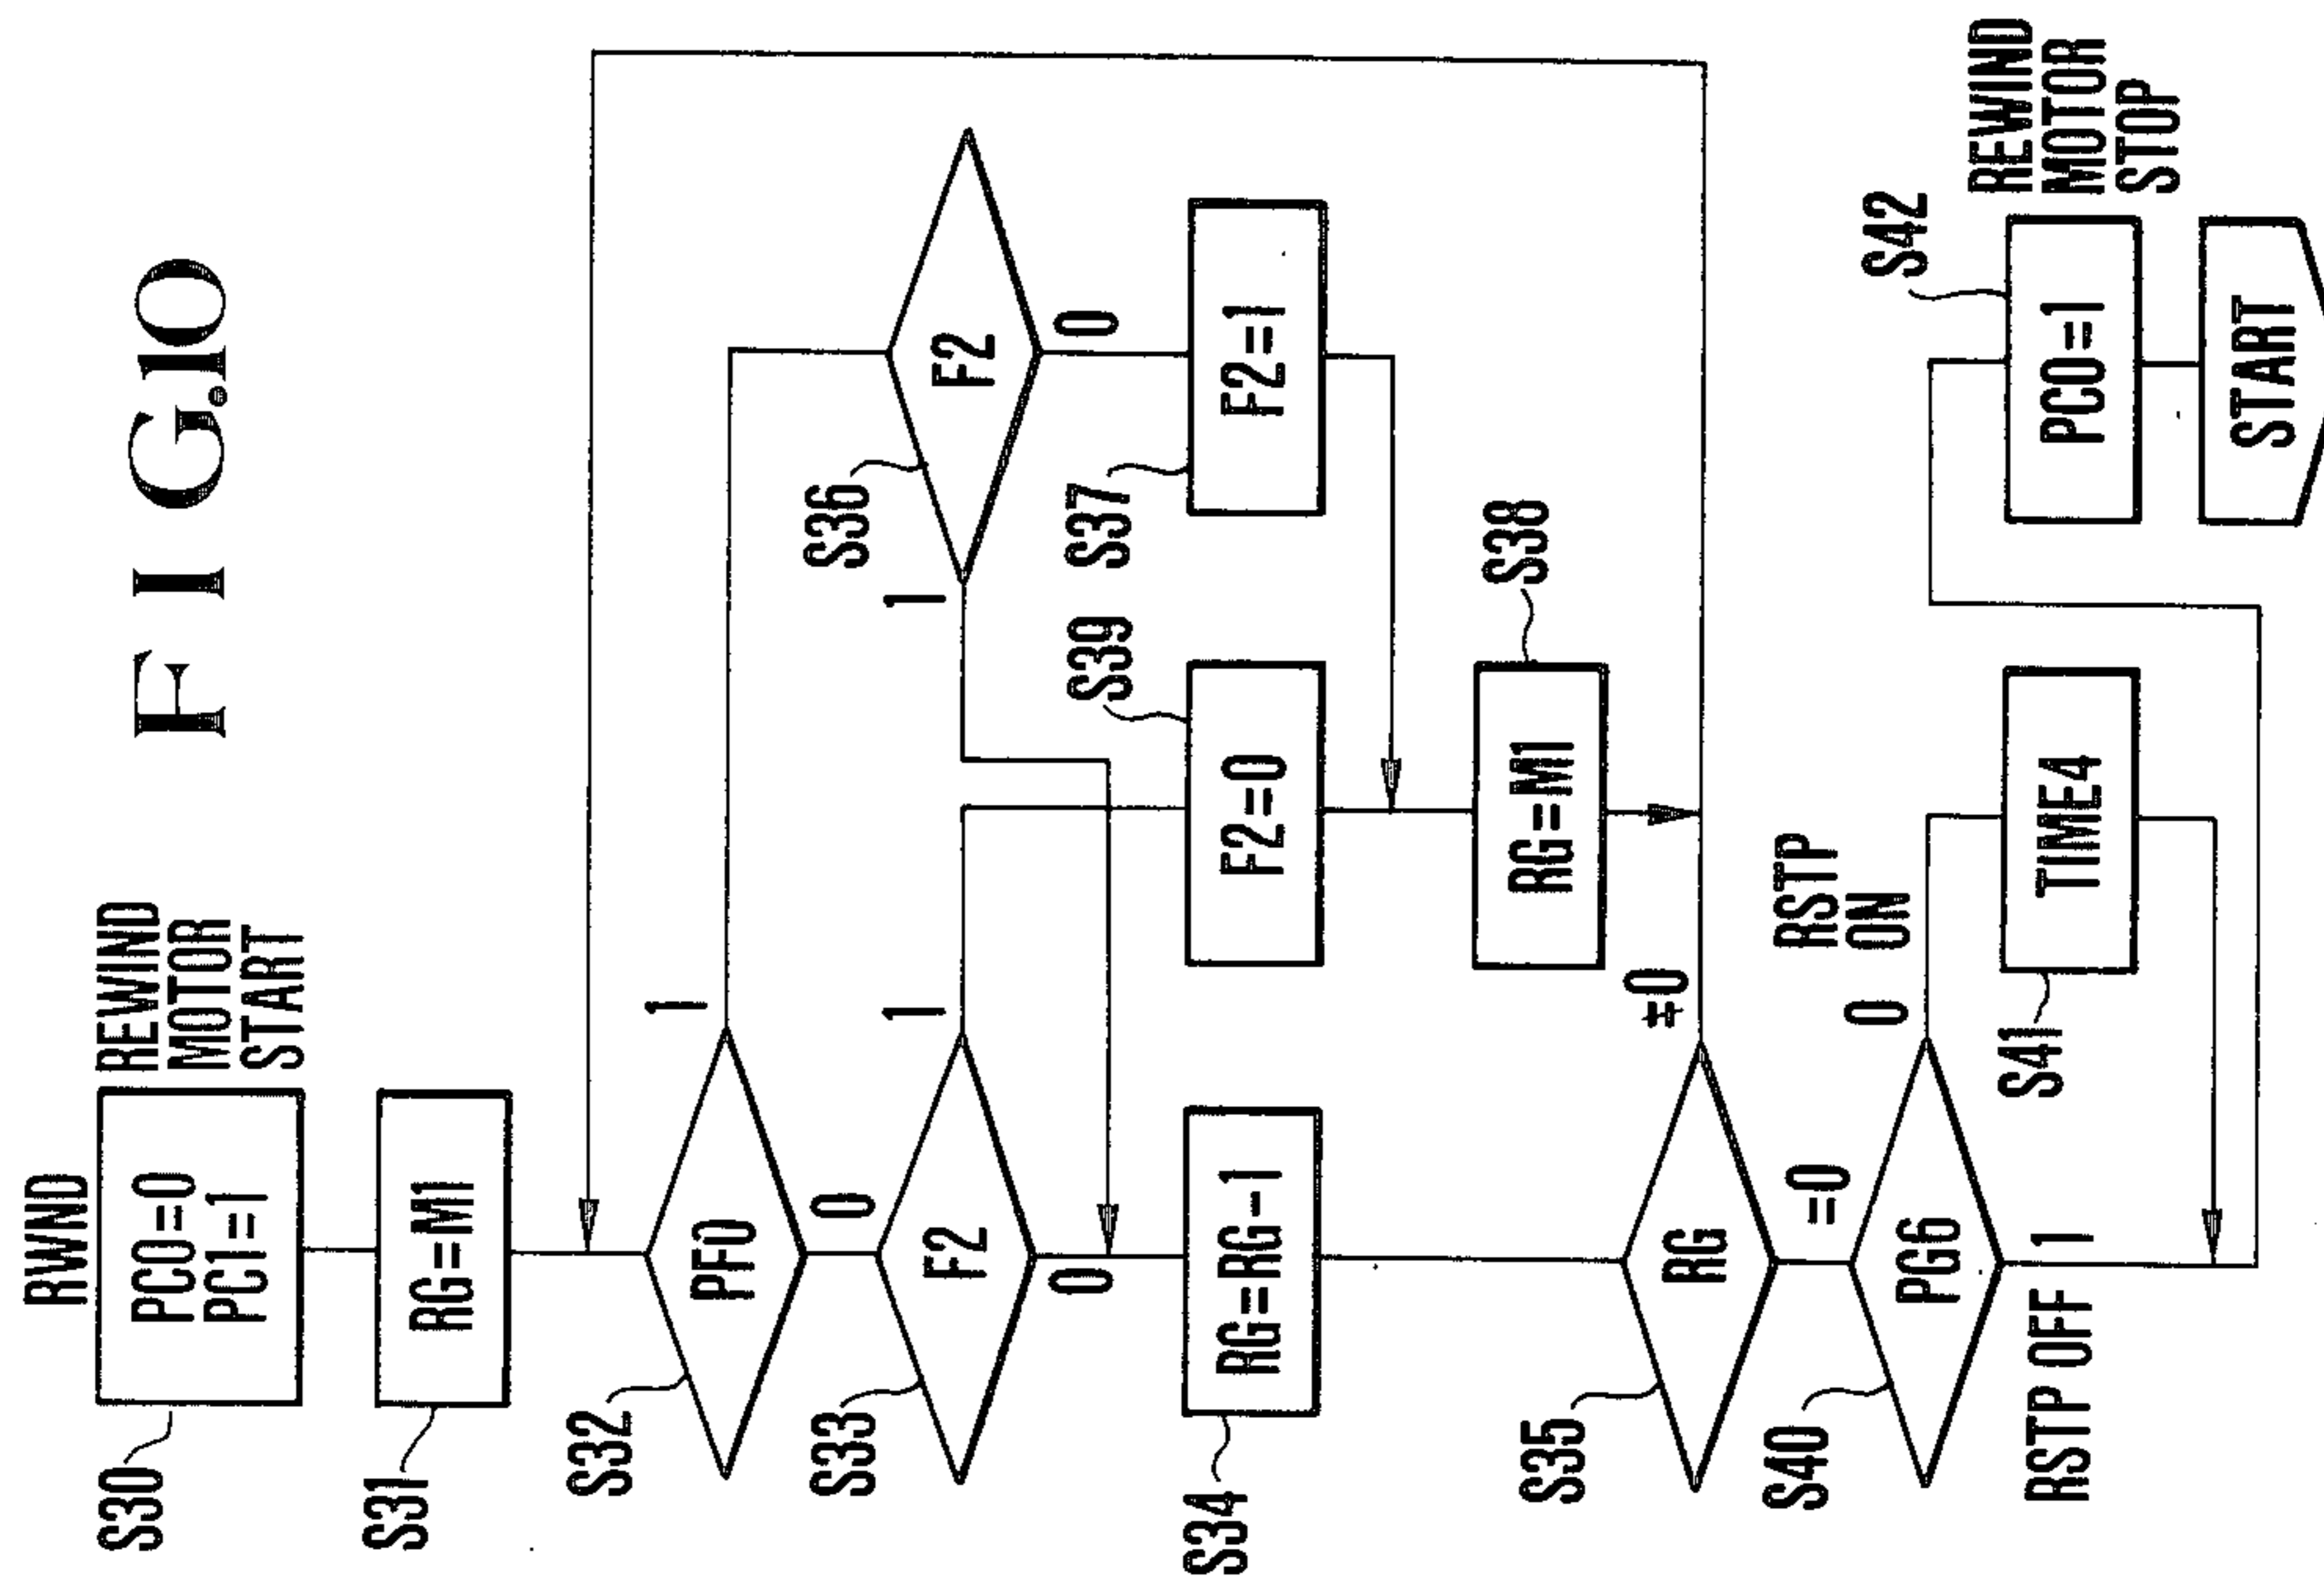 FIG.10
RWND
S30
PC0=0
PC1=1
REWIND
MOTOR
START
S31
RG=M1
S32
PF0
1
0
S33
F2
1
0
S36
F2
1
0
S34
RG=RG-1
S39
F2=0
S37
F2=1
S38
RG=M1
S35
RG
≠0
=0
S40
PG6
0
RSTP
ON
RSTP OFF
1
S41
TIME4
S42
PC0=1
REWIND
MOTOR
STOP
START